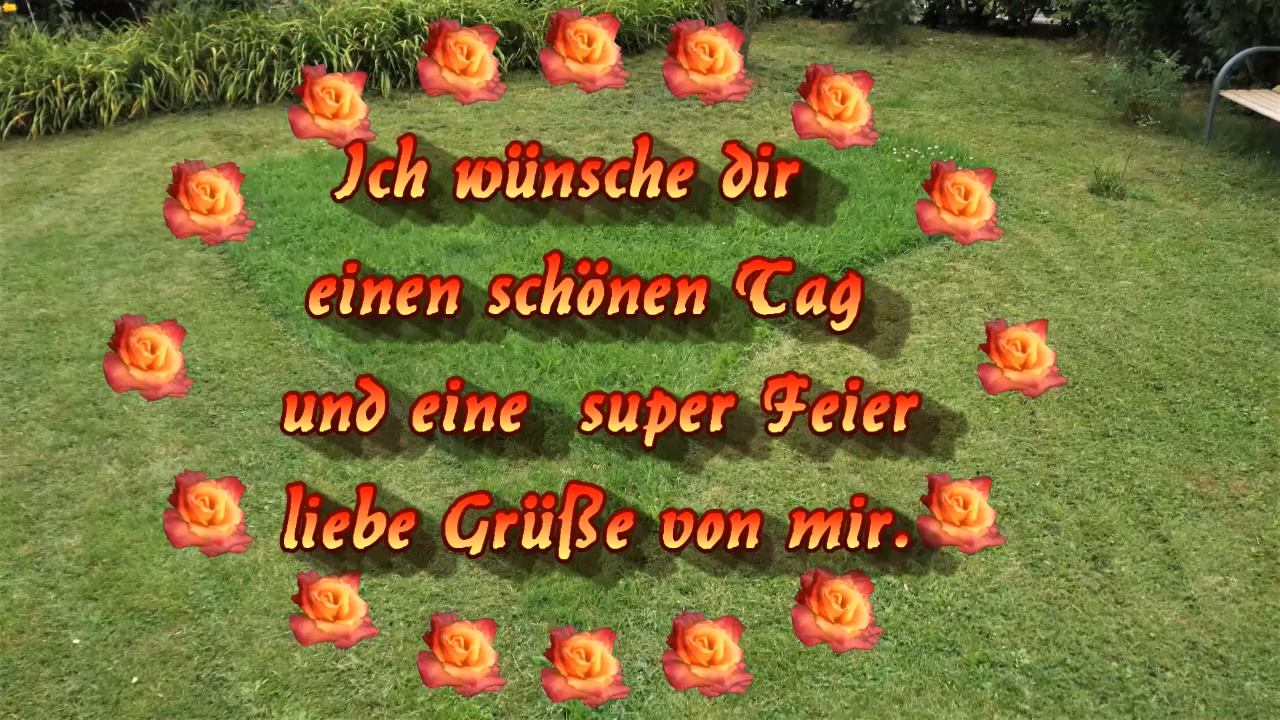 Ich wünsche dir
einen schönen Tag
und eine super Feier
liebe Grüße von mir.